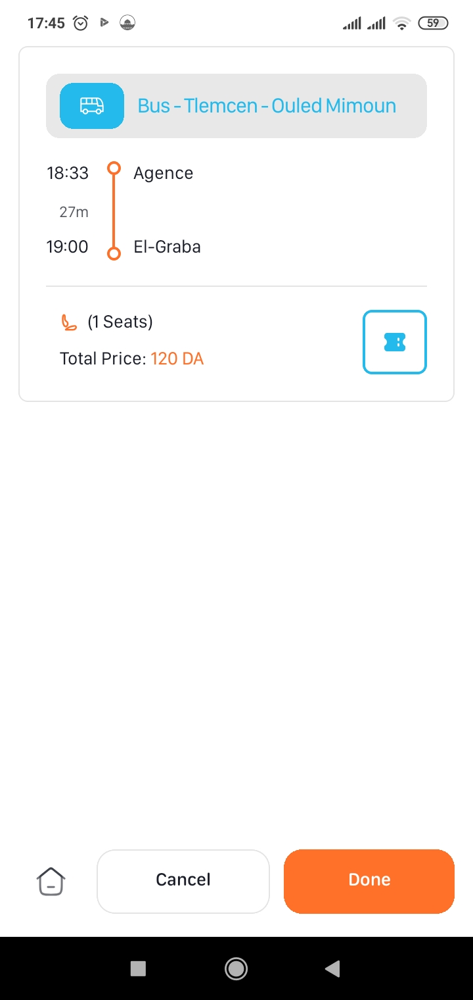 17:45
59
Bus - Tlemcen - Ouled Mimoun
18:33 Agence
27m
19:00 El-Graba
(1 Seats)
Total Price: 120 DA
Cancel
Done